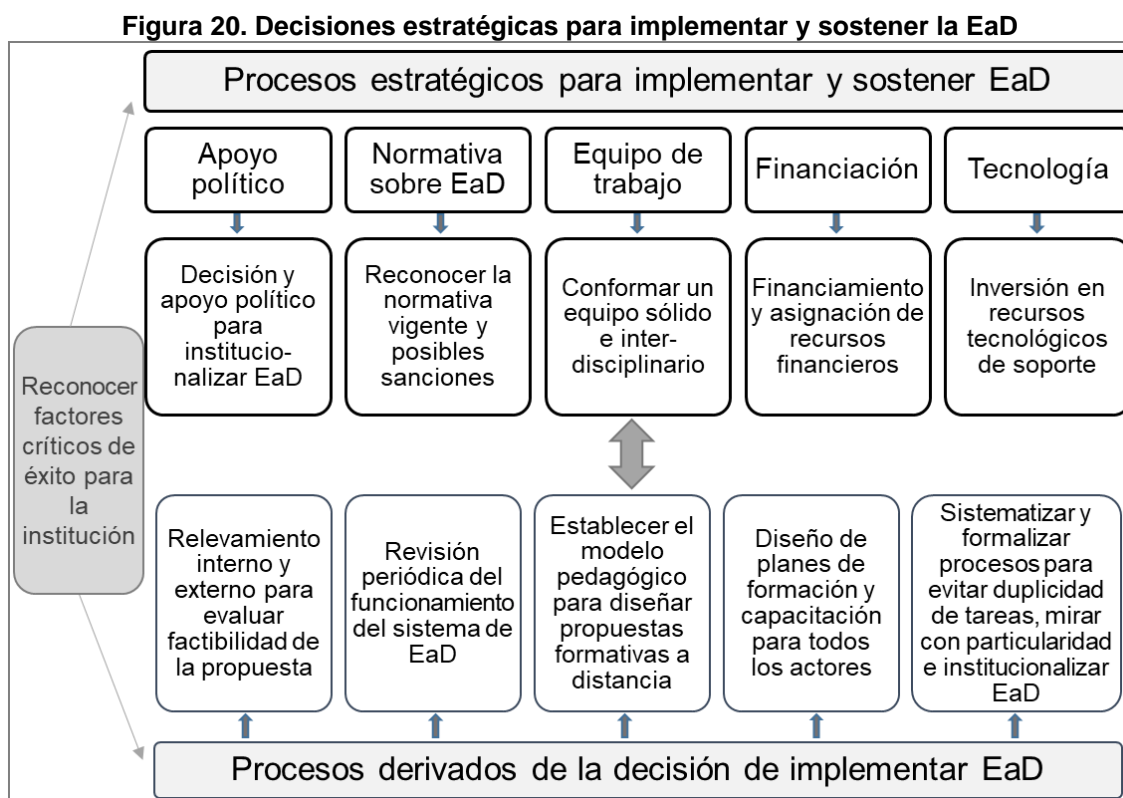 Figura 20. Decisiones estratégicas para implementar y sostener la EaD
Procesos estratégicos para implementar y sostener EaD
Apoyo
político
Normativa
sobre EaD
Equipo de
trabajo
Financiación
Tecnología
Decisión y
apoyo político
para
institucio-
nalizar EaD
Reconocer la
normativa
vigente y
posibles
sanciones
Conformar un
equipo sólido
e inter-
disciplinario
Financiamiento
y asignación de
recursos
financieros
Inversión en
recursos
tecnológicos
de soporte
Reconocer
factores
críticos de
éxito para
la
institución
Relevamiento
interno y
externo para
evaluar
factibilidad de
la propuesta
Revisión
periódica del
funcionamiento
del sistema de
EaD
Establecer el
modelo
pedagógico
para diseñar
propuestas
formativas a
distancia
Diseño de
planes de
formación y
capacitación
para todos
los actores
Sistematizar y
formalizar
procesos para
evitar duplicidad
de tareas, mirar
con particularidad
e institucionalizar
EaD
Procesos derivados de la decisión de implementar EaD